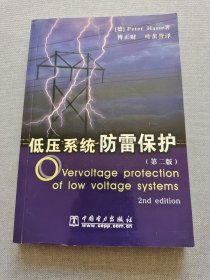 [德] Peter Hasse著
傅正财 叶蜚誉译
低压系统 防雷保护
(第二版)
Overvoltage protection
of low voltage systems
2nd edition
中国电力出版社
www.cepp.com.cn